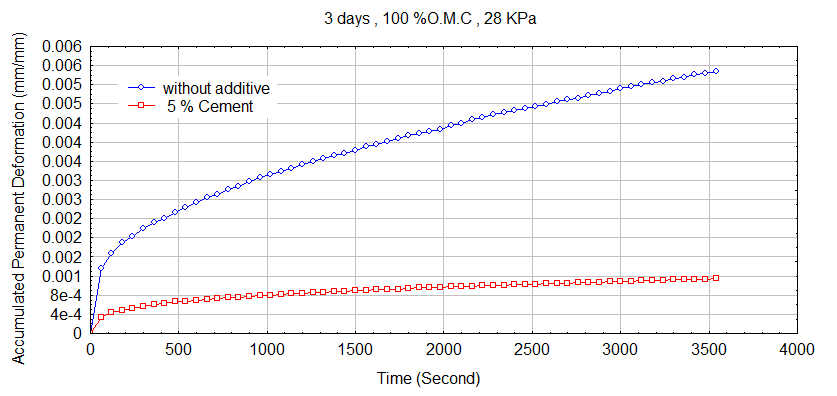 3 days , 100 %O.M.C , 28 KPa
Accumulated Permanent Deformation (mm/mm)
0.006
0.006
0.005
0.005
0.004
0.004
0.004
0.003
0.003
0.002
0.002
0.002
0.001
8e-4
4e-4
0
without additive
5 % Cement
0 500 1000 1500 2000 2500 3000 3500 4000
Time (Second)